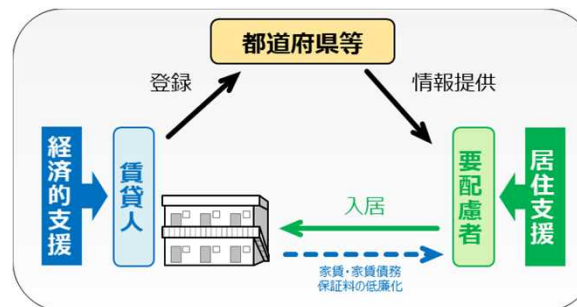 都道府県等
登録
情報提供
経済的支援
賃貸人
要配慮者
居住支援
入居
家賃・家賃債務
保証料の低廉化